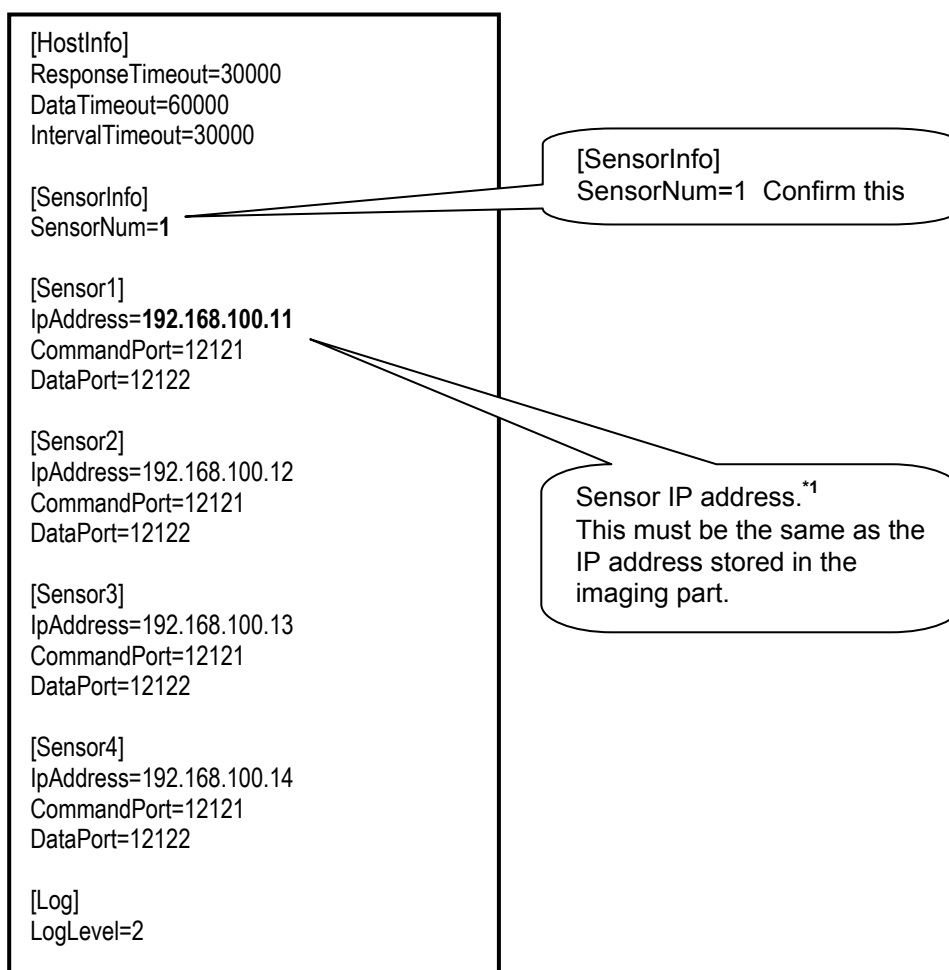 [HostInfo]
ResponseTimeout=30000
DataTimeout=60000
IntervalTimeout=30000
[SensorInfo]
SensorNum=1
[Sensor1]
IpAddress=192.168.100.11
CommandPort=12121
DataPort=12122
[Sensor2]
IpAddress=192.168.100.12
CommandPort=12121
DataPort=12122
[Sensor3]
IpAddress=192.168.100.13
CommandPort=12121
DataPort=12122
[Sensor4]
IpAddress=192.168.100.14
CommandPort=12121
DataPort=12122
[Log]
LogLevel=2
[SensorInfo]
SensorNum=1 Confirm this
Sensor IP address.*1
This must be the same as the
IP address stored in the
imaging part.